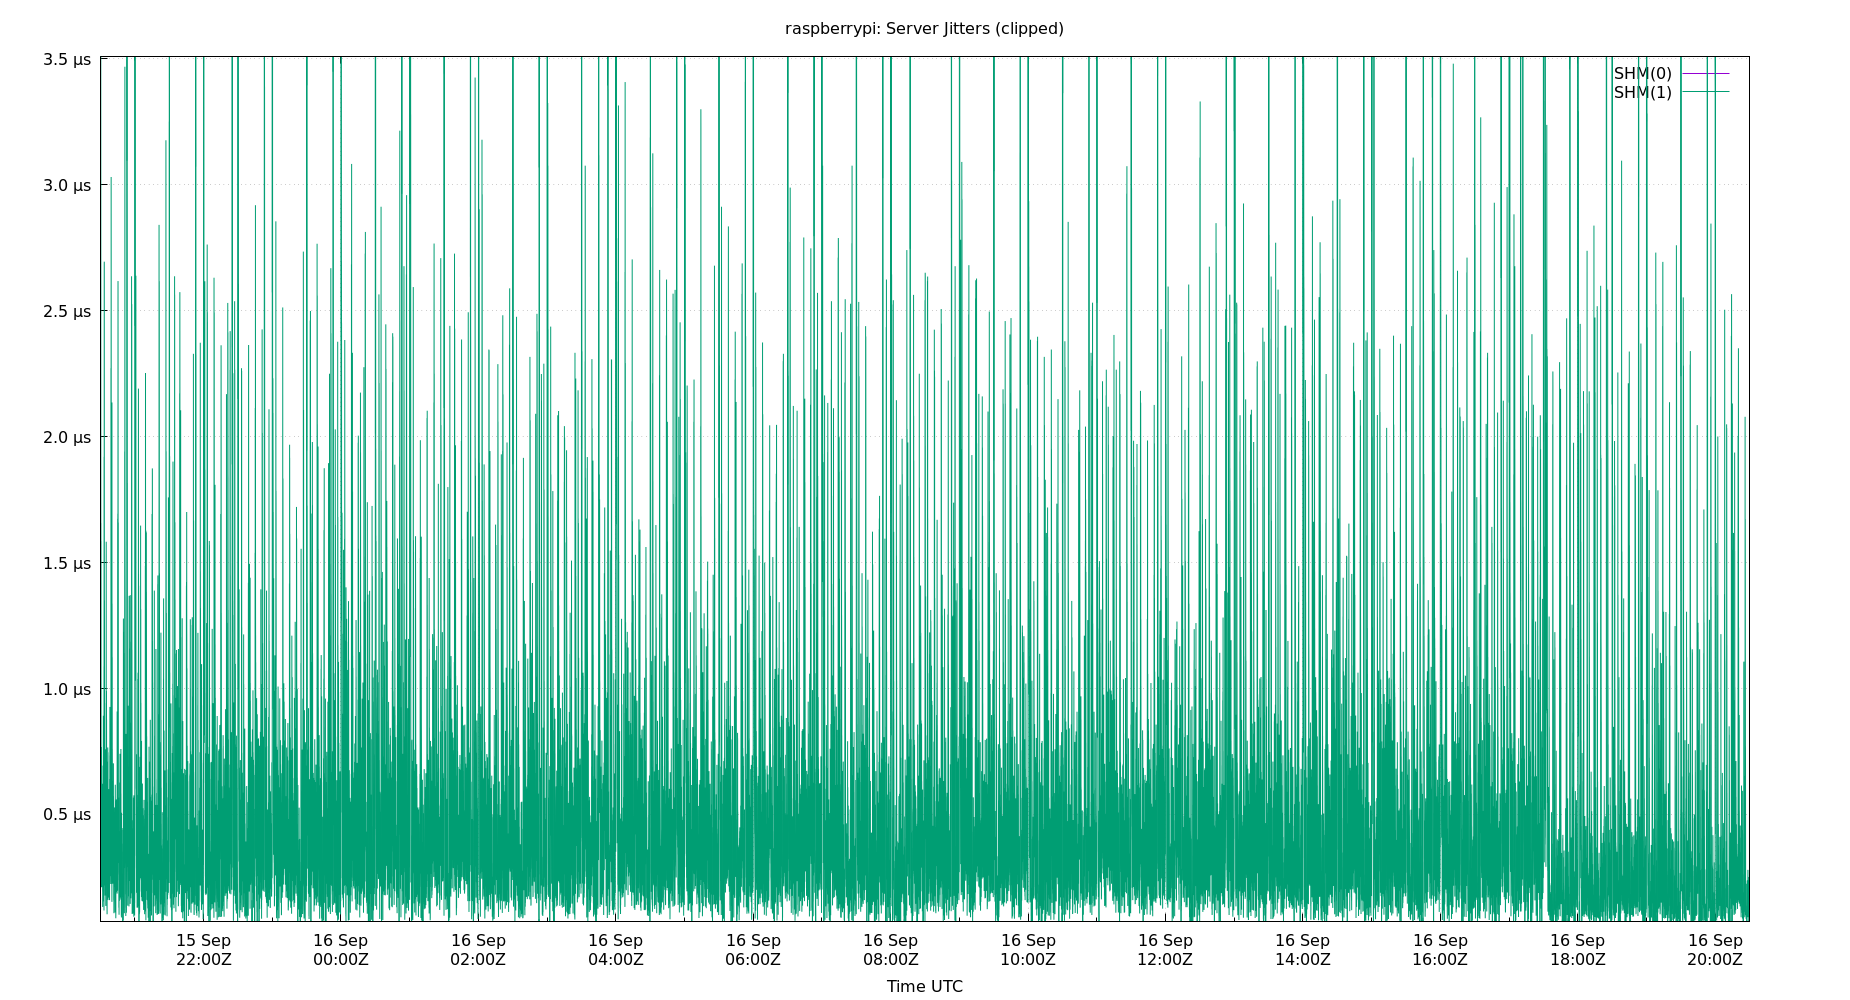 raspberrypi: Server Jitters (clipped)
3.5 µs
3.0 µs
2.5 µs
2.0 µs
1.5 µs
1.0 µs
0.5 µs
SHM(0)
SHM(1)
15 Sep
22:00Z
16 Sep
00:00Z
16 Sep
02:00Z
16 Sep
04:00Z
16 Sep
06:00Z
16 Sep
08:00Z
16 Sep
10:00Z
16 Sep
12:00Z
16 Sep
14:00Z
16 Sep
16:00Z
16 Sep
18:00Z
16 Sep
20:00Z
Time UTC